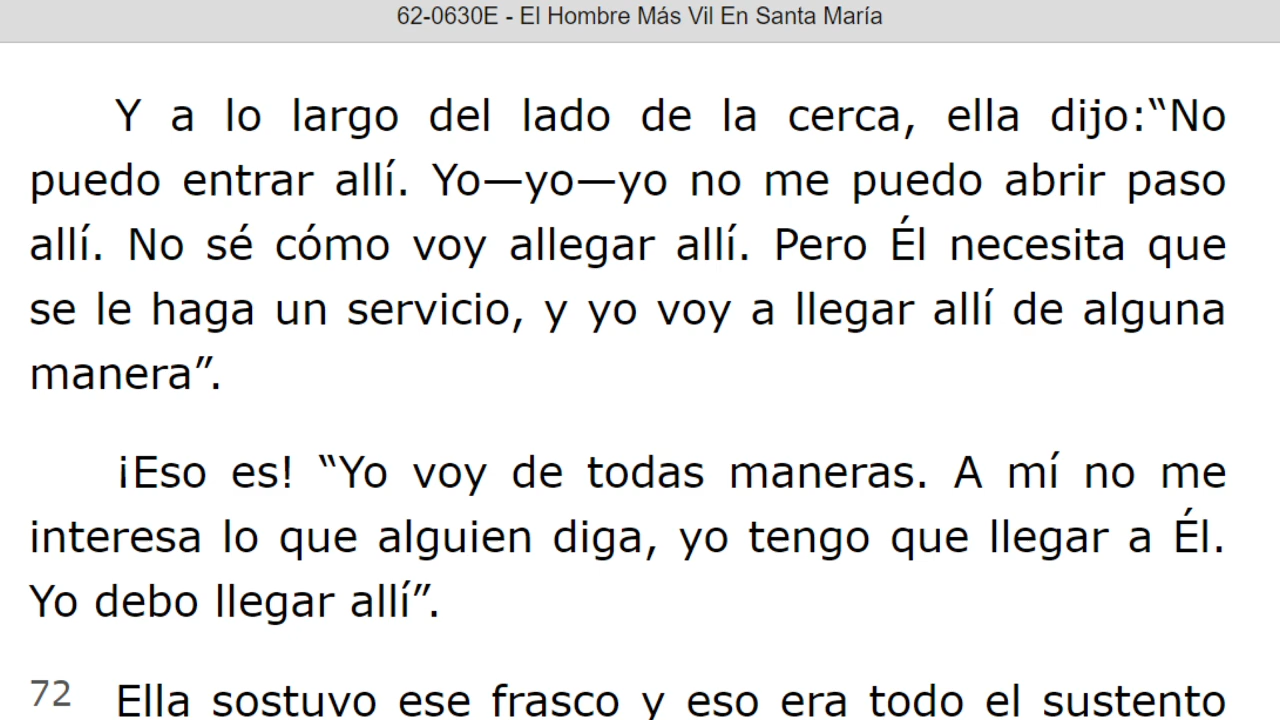 62-0630E - El Hombre Más Vil En Santa María
Y a lo largo del lado de la cerca, ella dijo:“No
puedo entrar allí. Yo—yo—yo no me puedo abrir paso
allí. No sé cómo voy allegar allí. Pero Él necesita que
se le haga un servicio, y yo voy a llegar allí de alguna
manera”.
¡Eso es! “Yo voy de todas maneras. A mí no me
interesa lo que alguien diga, yo tengo que llegar a Él.
Yo debo llegar allí”.
72 Ella sostuvo ese frasco y eso era todo el sustento